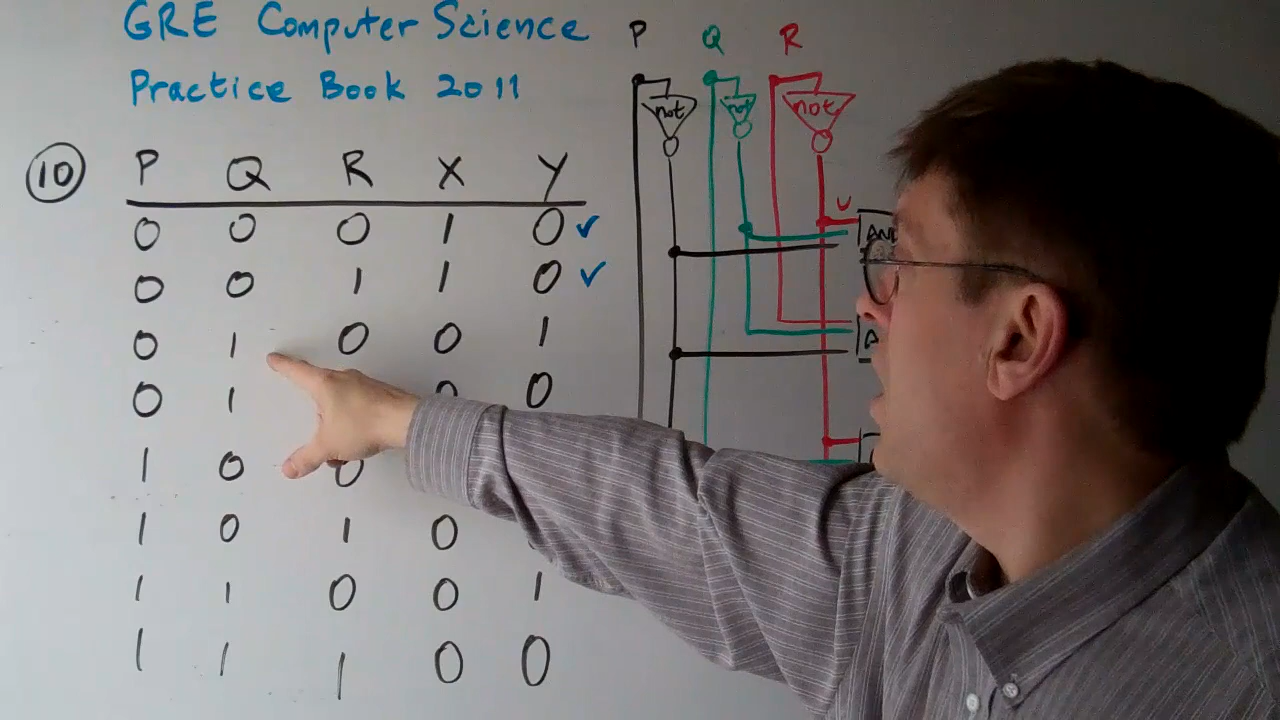 GRE Computer Science
Practice Book 2011
P Q R
not not not
U
AND
A
10 P Q R X Y
0 0 0 1 0 ✓
0 0 1 1 0 ✓
0 1 0 0 1
0 1 0 0
1 0 0
1 0 1 0
1 1 0 0 1
1 1 1 0 0